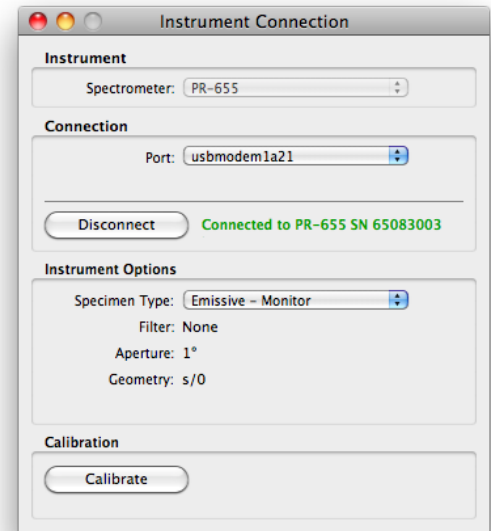 Instrument Connection
Instrument
Spectrometer: PR-655
Connection
Port: usbmodem1a21
Disconnect Connected to PR-655 SN 65083003
Instrument Options
Specimen Type: Emissive - Monitor
Filter: None
Aperture: 1°
Geometry: s/0
Calibration
Calibrate